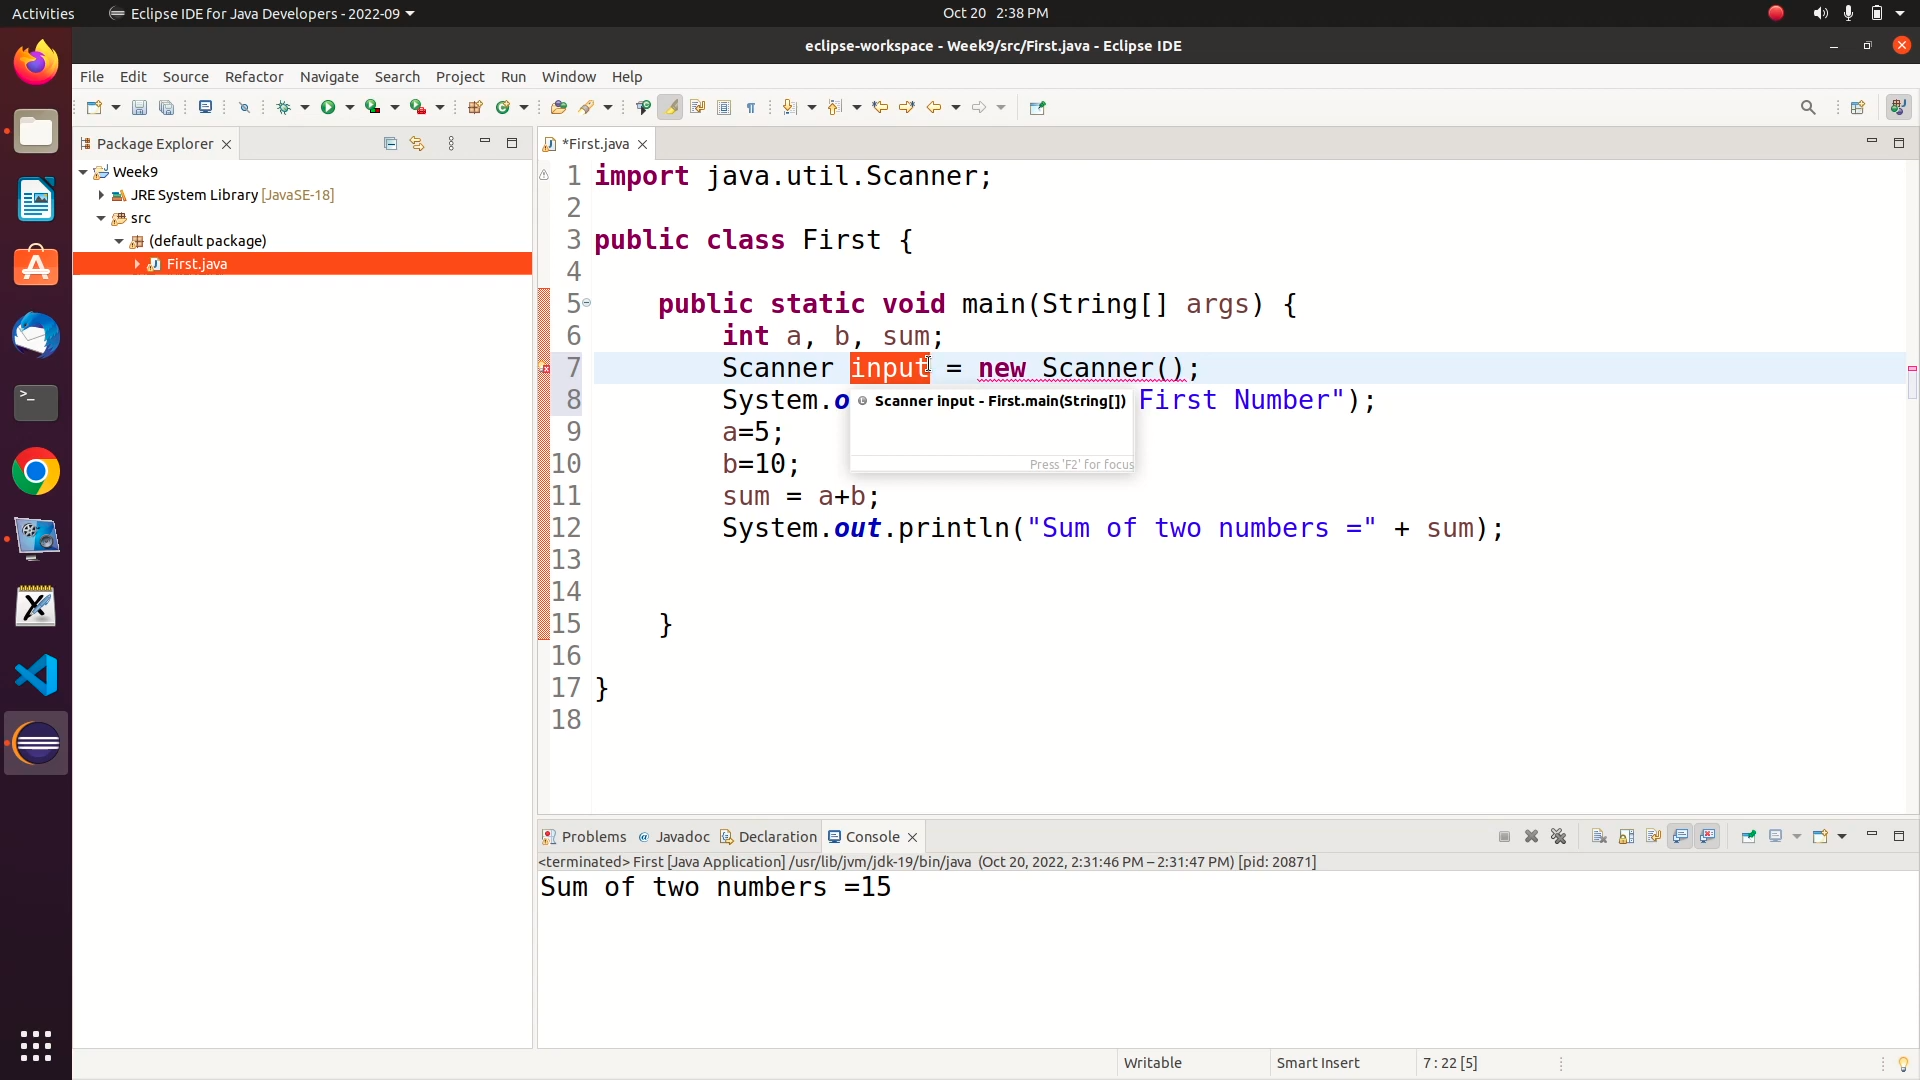 Activities Eclipse IDE for Java Developers - 2022-09 Oct 20 2:38 PM
eclipse-workspace - Week9/src/First.java - Eclipse IDE
File Edit Source Refactor Navigate Search Project Run Window Help
Package Explorer
Week9
JRE System Library [JavaSE-18]
src
(default package)
First.java
*First.java
1 import java.util.Scanner;
2
3 public class First {
4
5 public static void main(String[] args) {
6 int a, b, sum;
7 Scanner input = new Scanner();
8 System.o First Number");
Scanner input - First.main(String[])
Press 'F2' for focus
9 a=5;
10 b=10;
11 sum = a+b;
12 System.out.println("Sum of two numbers =" + sum);
13
14
15 }
16
17 }
18
Problems Javadoc Declaration Console
<terminated> First [Java Application] /usr/lib/jvm/jdk-19/bin/java (Oct 20, 2022, 2:31:46 PM – 2:31:47 PM) [pid: 20871]
Sum of two numbers =15
Writable Smart Insert 7 : 22 [5]